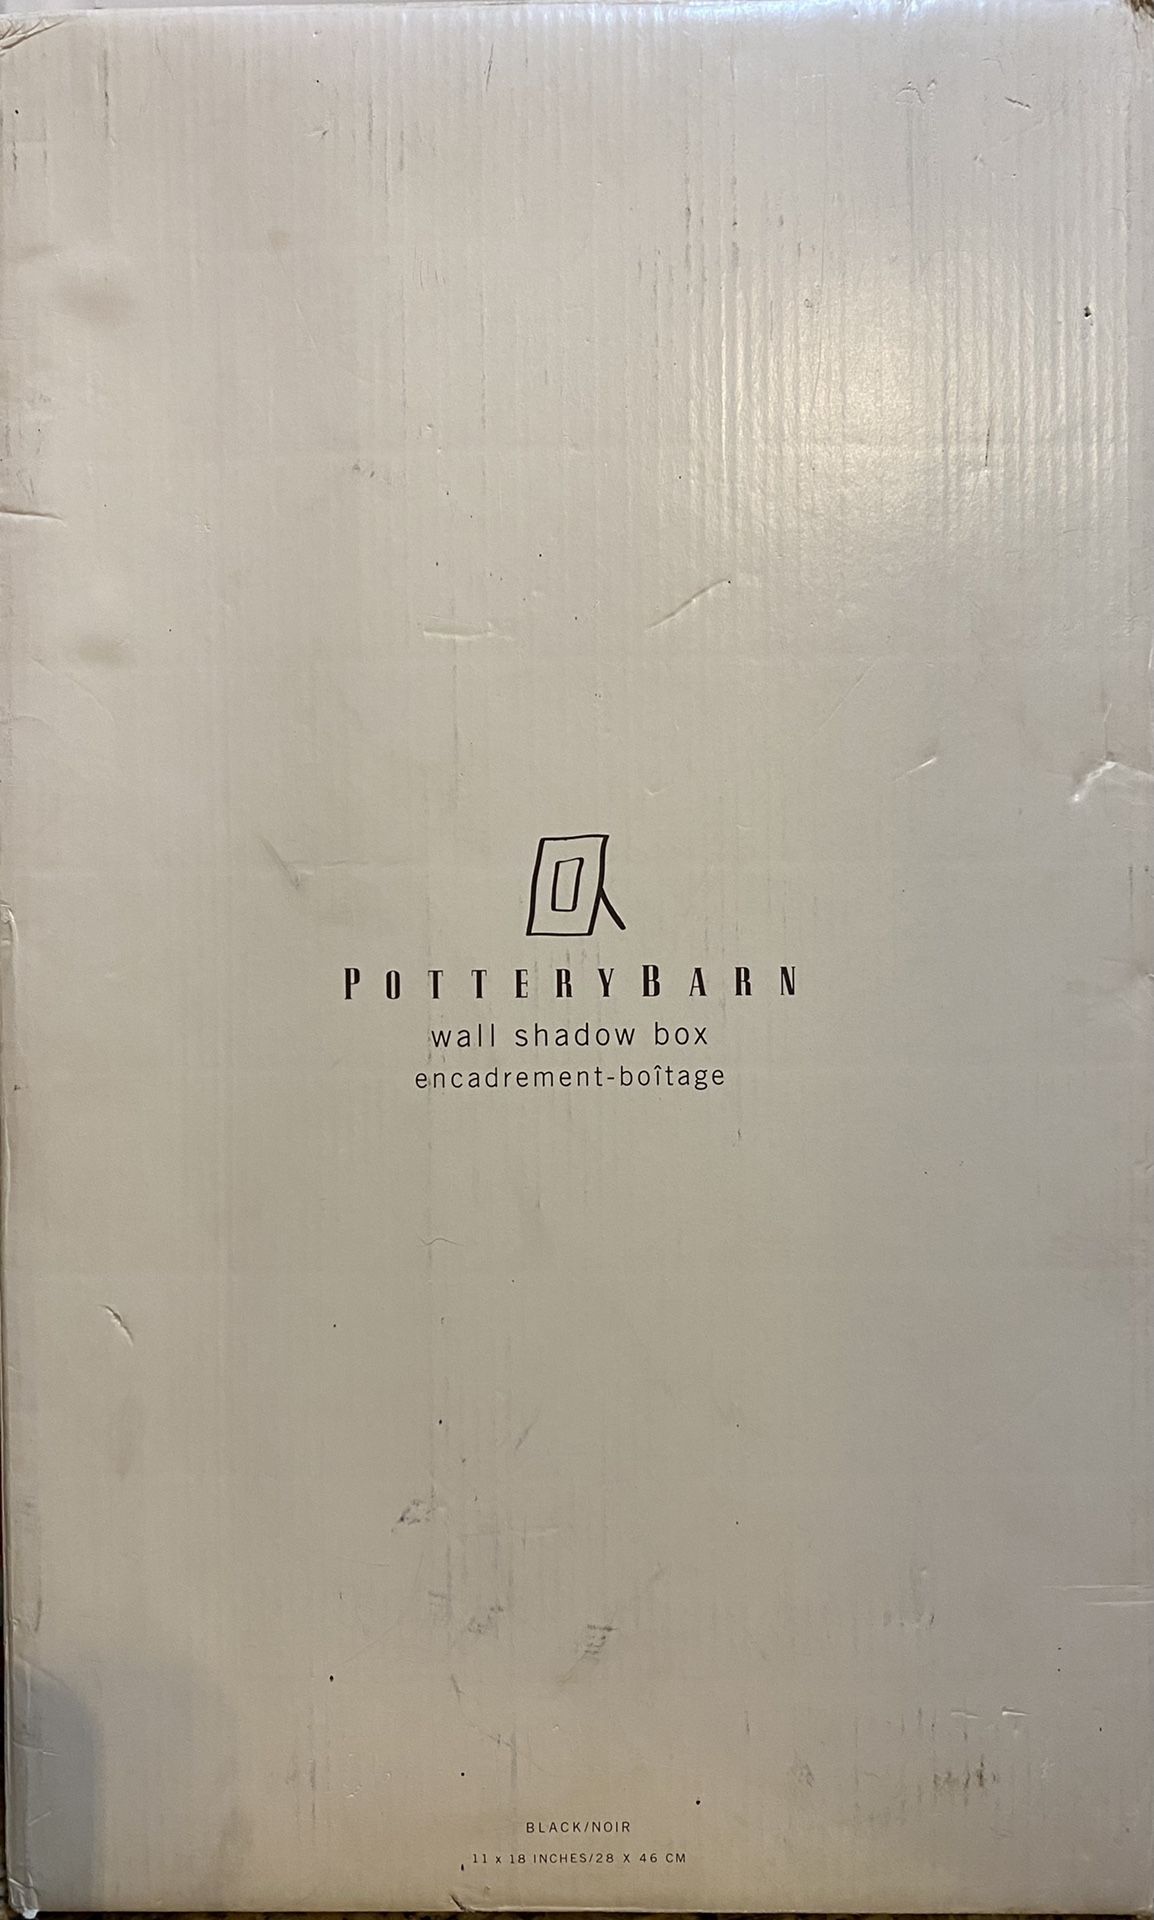 POTTERYBARN
wall shadow box
encadrement-boîtage
BLACK/NOIR
11 x 18 INCHES/28 X 46 CM